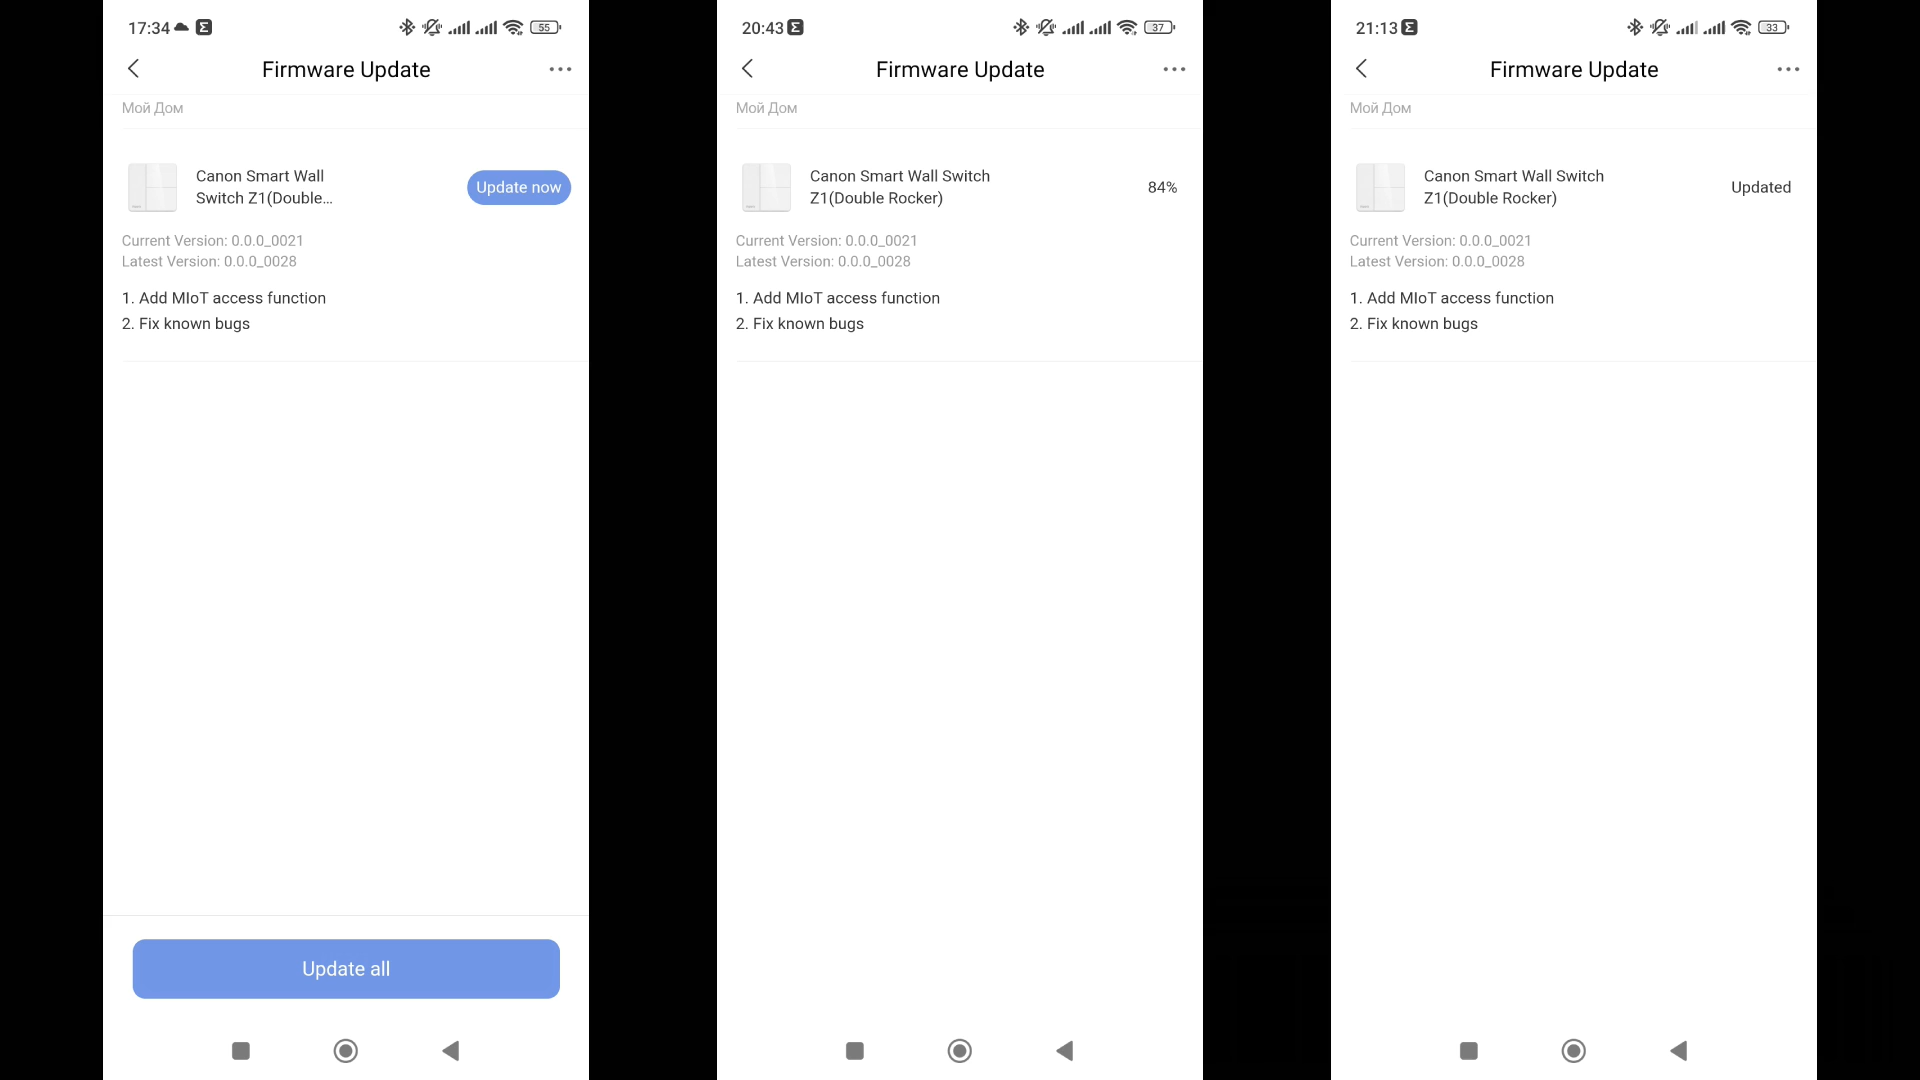 17:34
55
Firmware Update
Мой Дом
Canon Smart Wall
Switch Z1(Double...
Update now
Current Version: 0.0.0_0021
Latest Version: 0.0.0_0028
1. Add MIoT access function
2. Fix known bugs
Update all
20:43
37
Firmware Update
Мой Дом
Canon Smart Wall Switch
Z1(Double Rocker)
84%
Current Version: 0.0.0_0021
Latest Version: 0.0.0_0028
1. Add MIoT access function
2. Fix known bugs
21:13
33
Firmware Update
Мой Дом
Canon Smart Wall Switch
Z1(Double Rocker)
Updated
Current Version: 0.0.0_0021
Latest Version: 0.0.0_0028
1. Add MIoT access function
2. Fix known bugs